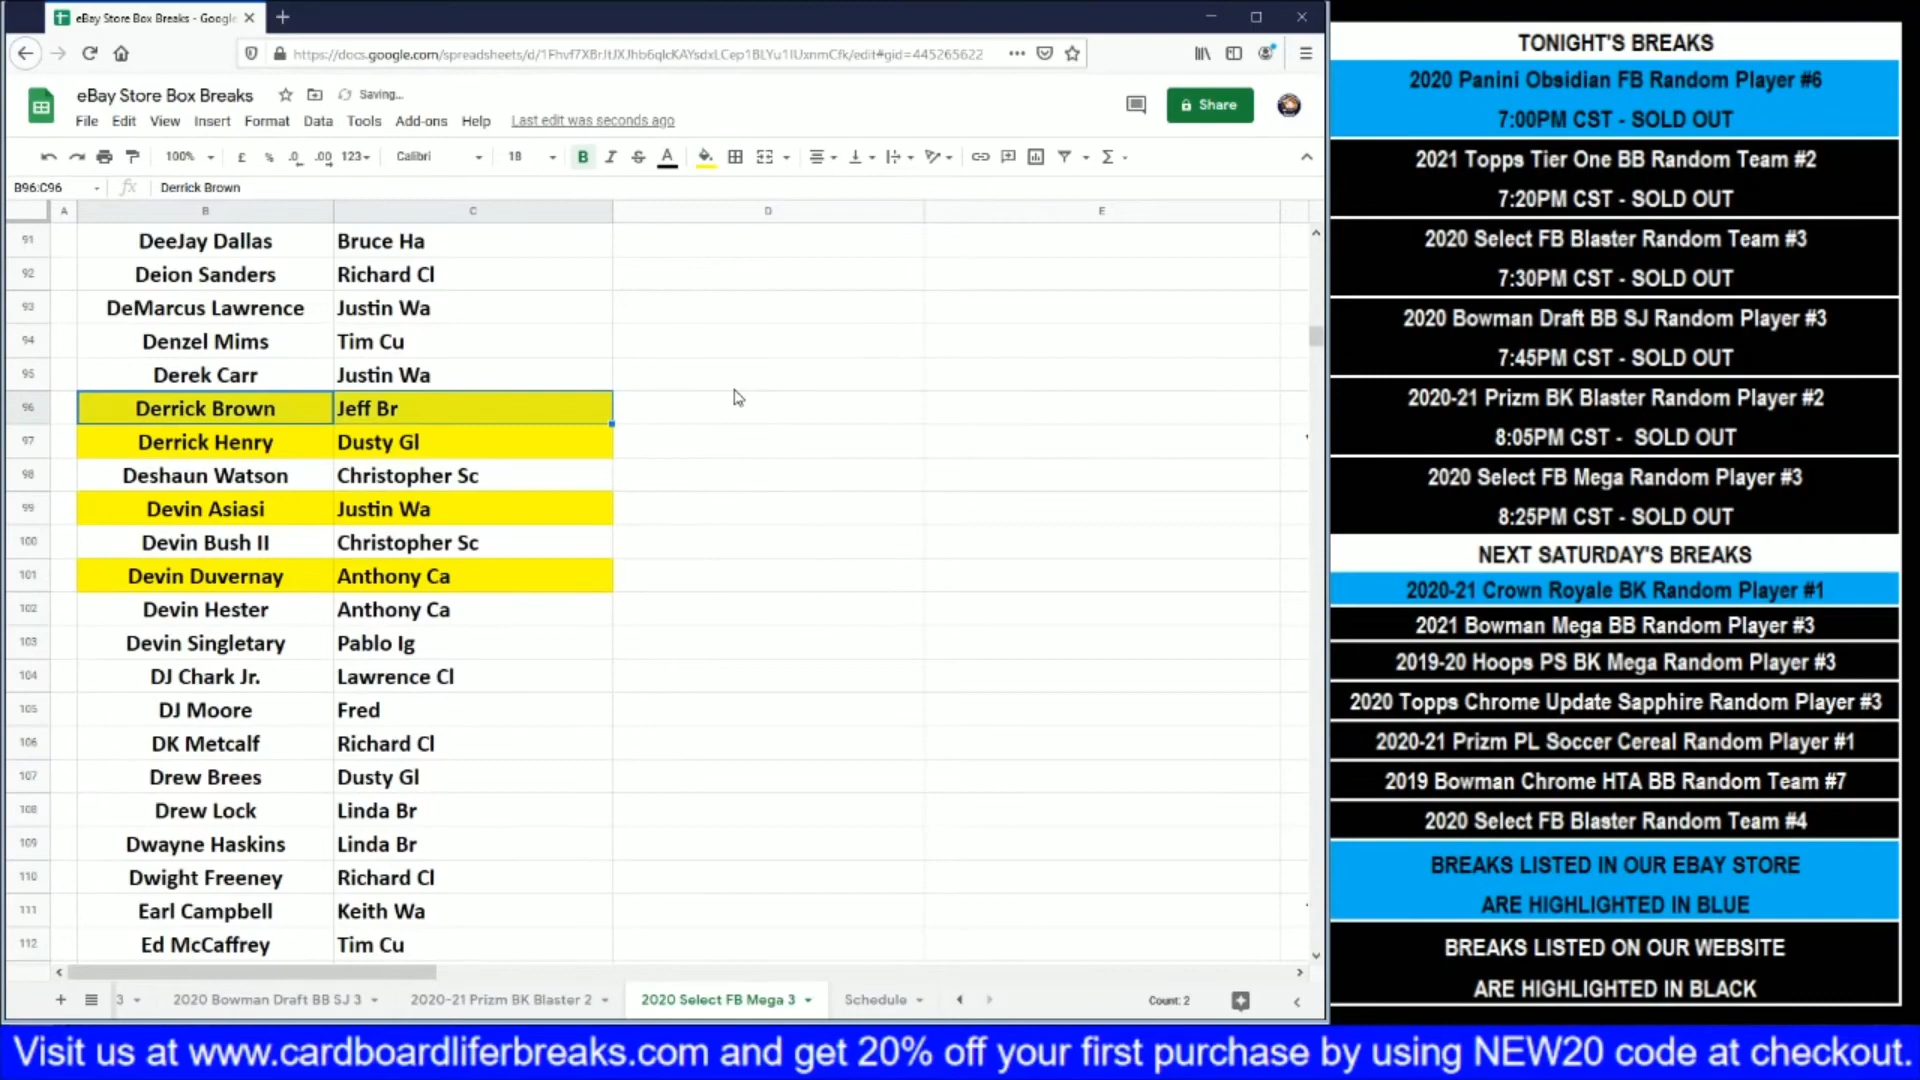 eBay Store Box Breaks - Google
eBay Store Box Breaks
Saving...
Share
File Edit View Insert Format Data Tools Add-ons Help Last edit was seconds ago
100% £ % .0 .00 123 Calibri 18 B I S A
B96:C96 fx Derrick Brown
A B C D E
91 DeeJay Dallas Bruce Ha
92 Deion Sanders Richard Cl
93 DeMarcus Lawrence Justin Wa
94 Denzel Mims Tim Cu
95 Derek Carr Justin Wa
96 Derrick Brown Jeff Br
97 Derrick Henry Dusty Gl
98 Deshaun Watson Christopher Sc
99 Devin Asiasi Justin Wa
100 Devin Bush II Christopher Sc
101 Devin Duvernay Anthony Ca
102 Devin Hester Anthony Ca
103 Devin Singletary Pablo Ig
104 DJ Chark Jr. Lawrence Cl
105 DJ Moore Fred
106 DK Metcalf Richard Cl
107 Drew Brees Dusty Gl
108 Drew Lock Linda Br
109 Dwayne Haskins Linda Br
110 Dwight Freeney Richard Cl
111 Earl Campbell Keith Wa
112 Ed McCaffrey Tim Cu
3 2020 Bowman Draft BB SJ 3 2020-21 Prizm BK Blaster 2 2020 Select FB Mega 3 Schedule Count: 2
TONIGHT'S BREAKS
2020 Panini Obsidian FB Random Player #6
7:00PM CST - SOLD OUT
2021 Topps Tier One BB Random Team #2
7:20PM CST - SOLD OUT
2020 Select FB Blaster Random Team #3
7:30PM CST - SOLD OUT
2020 Bowman Draft BB SJ Random Player #3
7:45PM CST - SOLD OUT
2020-21 Prizm BK Blaster Random Player #2
8:05PM CST - SOLD OUT
2020 Select FB Mega Random Player #3
8:25PM CST - SOLD OUT
NEXT SATURDAY'S BREAKS
2020-21 Crown Royale BK Random Player #1
2021 Bowman Mega BB Random Player #3
2019-20 Hoops PS BK Mega Random Player #3
2020 Topps Chrome Update Sapphire Random Player #3
2020-21 Prizm PL Soccer Cereal Random Player #1
2019 Bowman Chrome HTA BB Random Team #7
2020 Select FB Blaster Random Team #4
BREAKS LISTED IN OUR EBAY STORE
ARE HIGHLIGHTED IN BLUE
BREAKS LISTED ON OUR WEBSITE
ARE HIGHLIGHTED IN BLACK
Visit us at www.cardboardliferbreaks.com and get 20% off your first purchase by using NEW20 code at checkout.